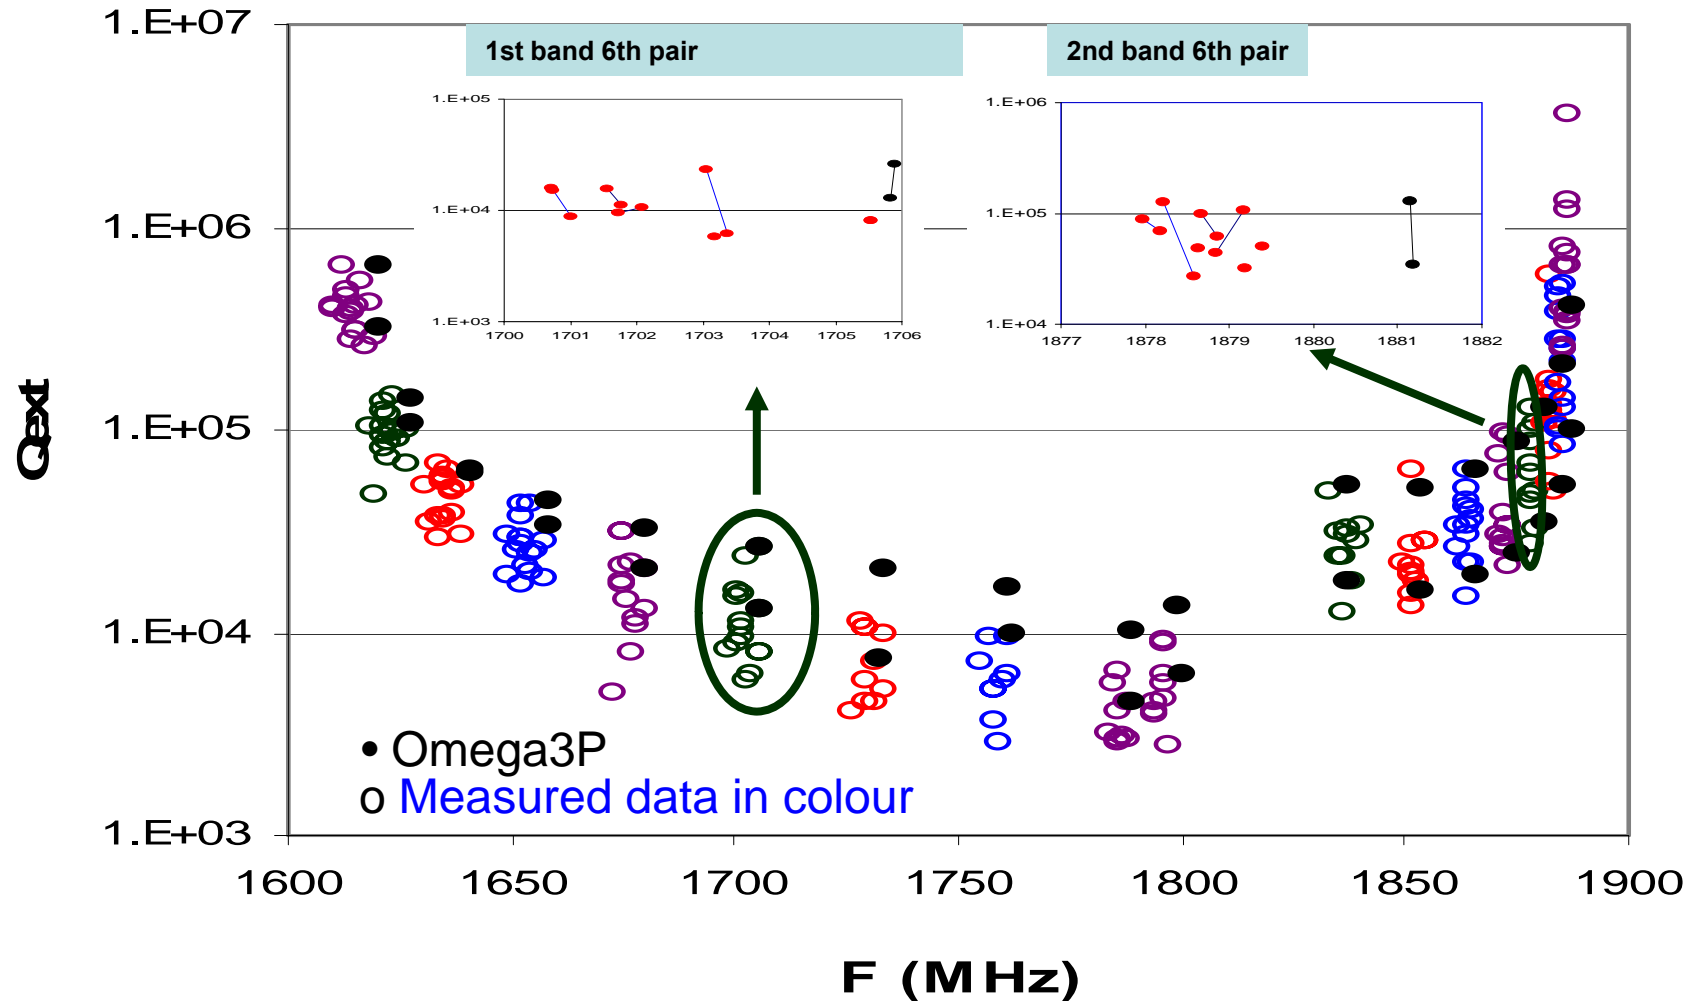 1.E+07
1st band 6th pair
2nd band 6th pair
1.E+05
1.E+04
1.E+03
1700 1701 1702 1703 1704 1705 1706
1.E+06
1.E+05
1.E+04
1877 1878 1879 1880 1881 1882
1.E+06
1.E+05
1.E+04
1.E+03
Qext
• Omega3P
o Measured data in colour
1600 1650 1700 1750 1800 1850 1900
F (MHz)